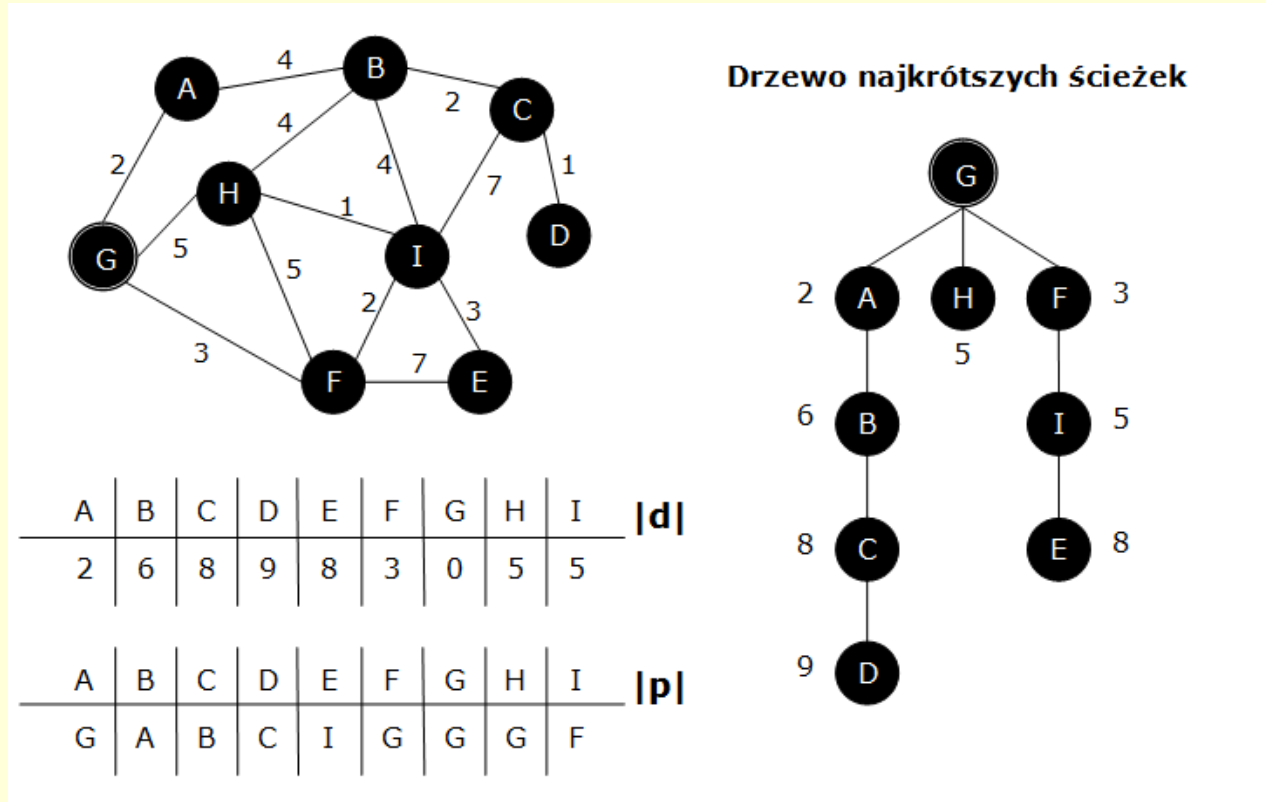 4
B
A
2
C
4
2
4
7
1
H
1
D
G
5
I
5
2
3
3
7
F
E
Drzewo najkrótszych ścieżek
G
2 A H F 3
5
6 B I 5
8 C E 8
9 D
A B C D E F G H I |d|
2 6 8 9 8 3 0 5 5
A B C D E F G H I |p|
G A B C I G G G F